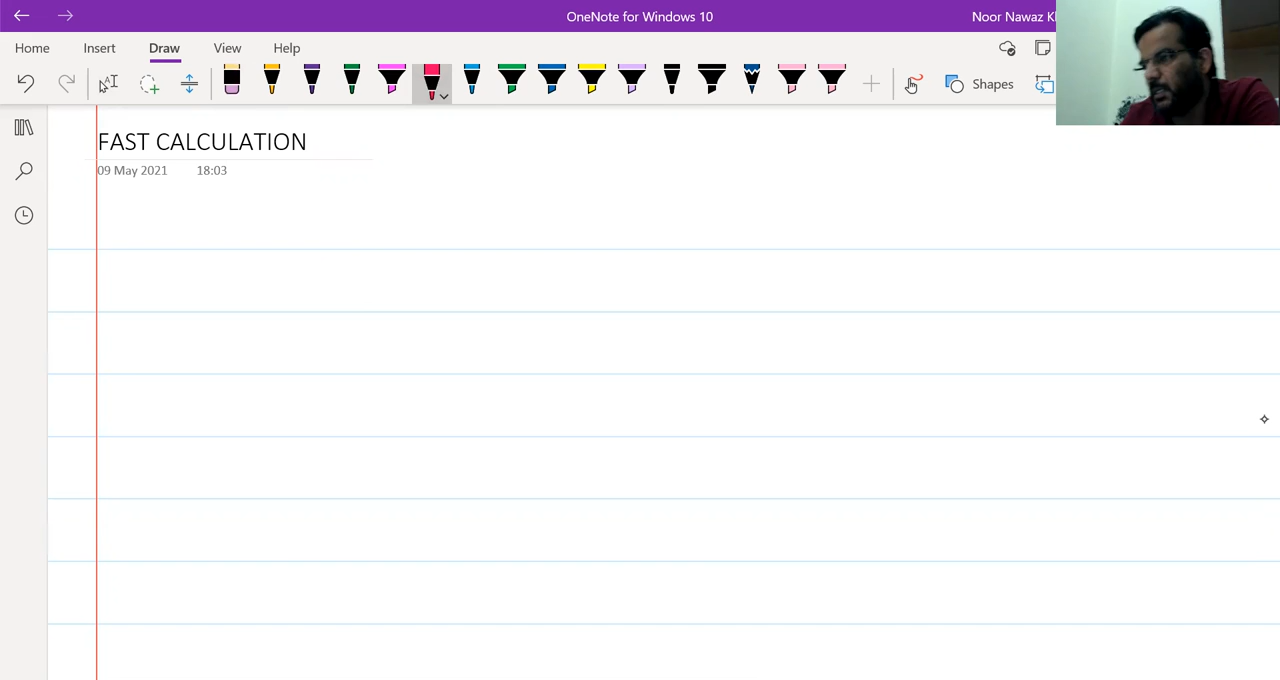 OneNote for Windows 10
Noor Nawaz
Home Insert Draw View Help
Shapes
FAST CALCULATION
09 May 2021 18:03